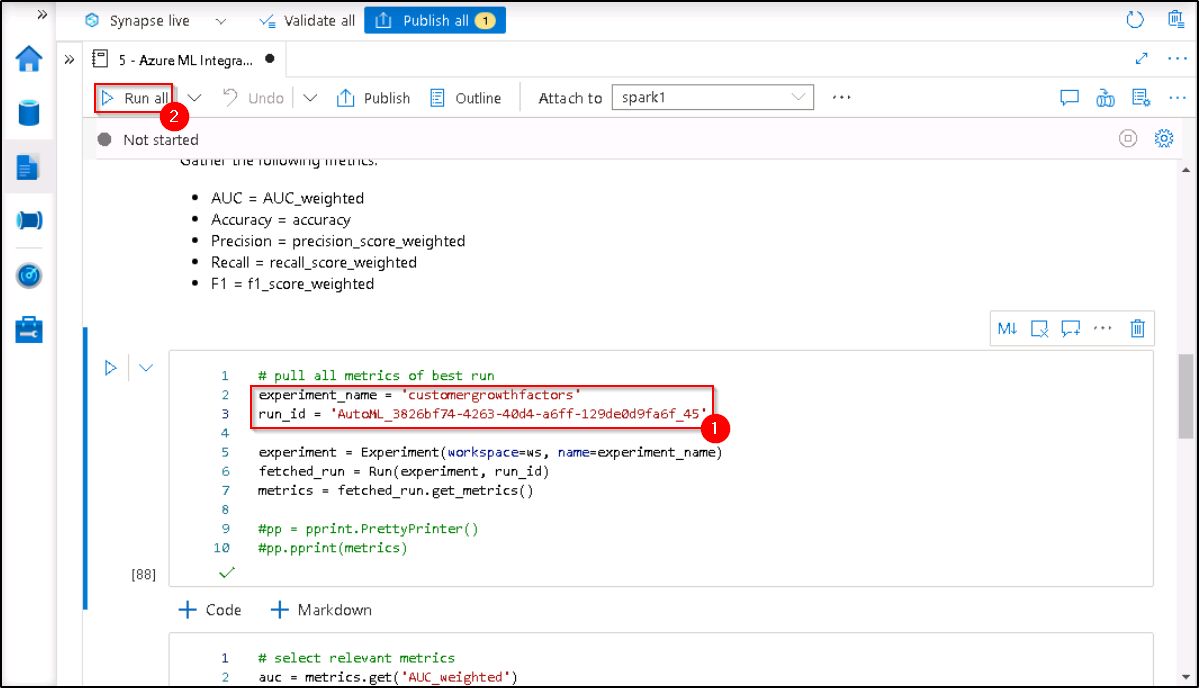 Synapse live
Validate all
Publish all 1
5 - Azure ML Integra...
Run all
Undo
Publish
Outline
Attach to
spark1
2
Not started
Gather the following metrics:
AUC = AUC_weighted
Accuracy = accuracy
Precision = precision_score_weighted
Recall = recall_score_weighted
F1 = f1_score_weighted
M↓
1 # pull all metrics of best run
2 experiment_name = 'customergrowthfactors'
3 run_id = 'AutoML_3826bf74-4263-40d4-a6ff-129de0d9fa6f_45'
1
4
5 experiment = Experiment(workspace=ws, name=experiment_name)
6 fetched_run = Run(experiment, run_id)
7 metrics = fetched_run.get_metrics()
8
9 #pp = pprint.PrettyPrinter()
10 #pp.pprint(metrics)
[88]
+ Code + Markdown
1 # select relevant metrics
2 auc = metrics.get('AUC_weighted')